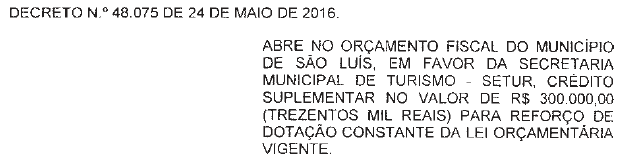 DECRETO N.º 48.075 DE 24 DE MAIO DE 2016.
ABRE NO ORÇAMENTO FISCAL DO MUNICÍPIO
DE SÃO LUÍS, EM FAVOR DA SECRETARIA
MUNICIPAL DE TURISMO - SETUR, CRÉDITO
SUPLEMENTAR NO VALOR DE R$ 300.000,00
(TREZENTOS MIL REAIS) PARA REFORÇO DE
DOTAÇÃO CONSTANTE DA LEI ORÇAMENTÁRIA
VIGENTE.